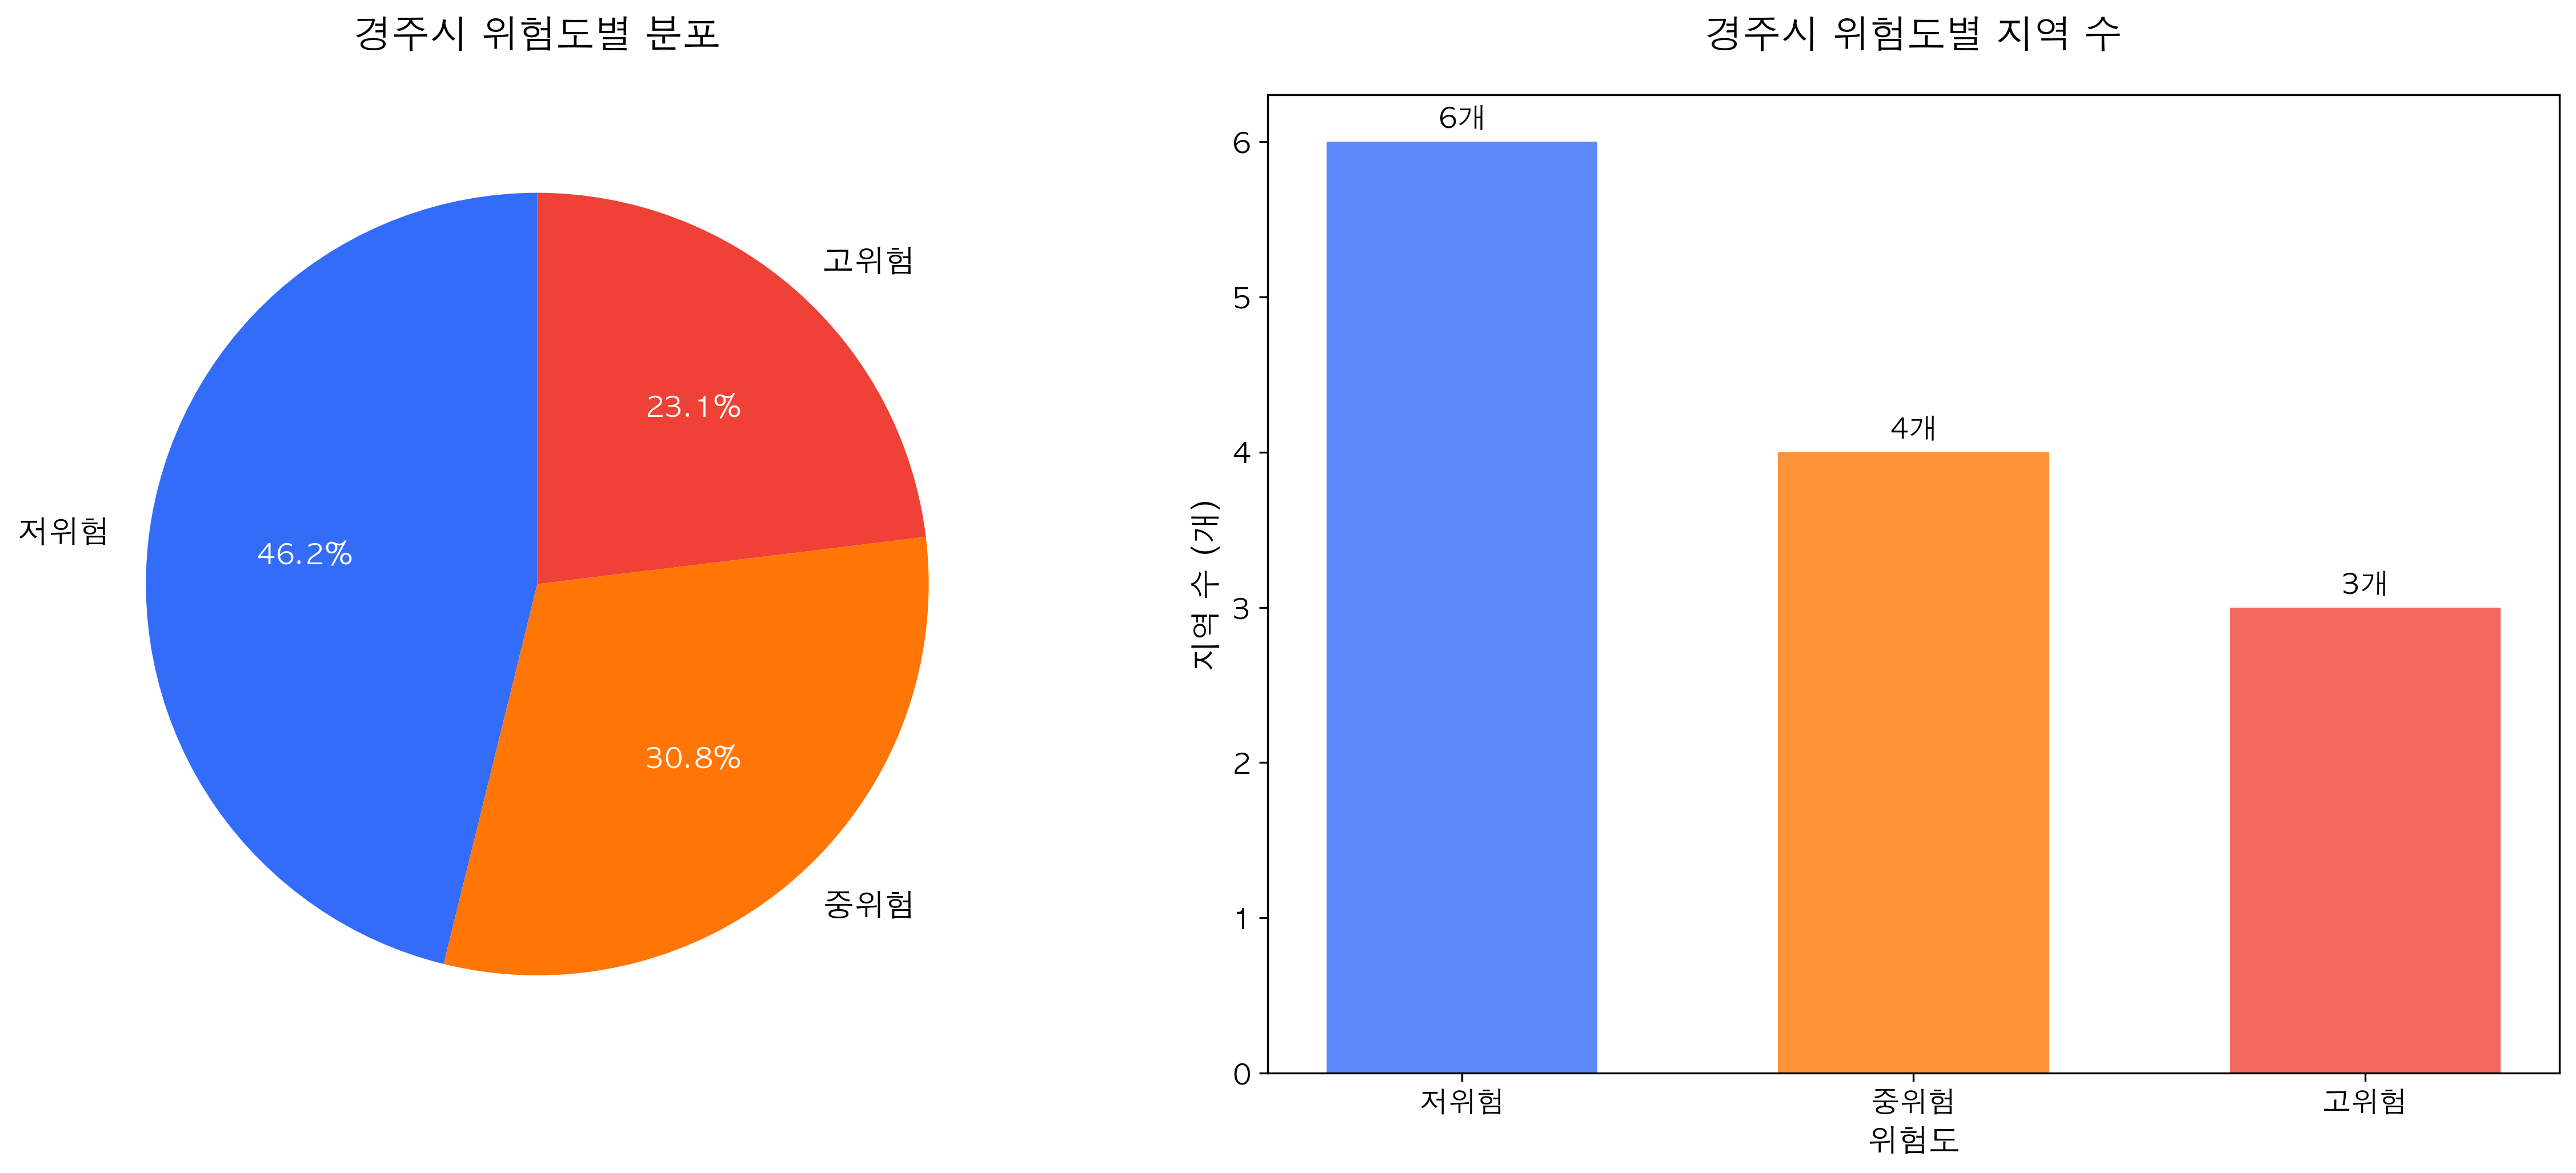 경주시 위험도별 분포
고위험
23.1%
저위험
46.2%
30.8%
중위험
경주시 위험도별 지역 수
지역 수 (개)
6
5
4
3
2
1
0
6개
4개
3개
저위험
중위험
고위험
위험도